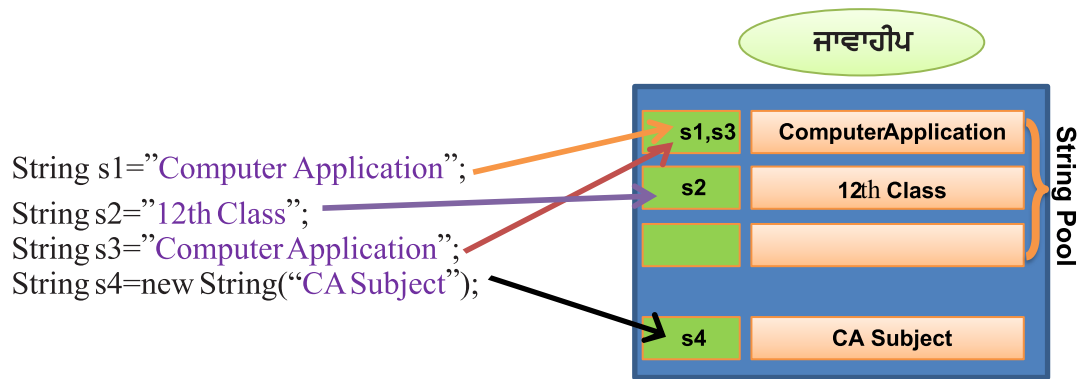 ਜਾਵਾਹੀਪ
String s1=”Computer Application”;
String s2=”12th Class”;
String s3=”Computer Application”;
String s4=new String(“CA Subject”);
s1,s3 ComputerApplication
s2 12th Class
s4 CA Subject
String Pool